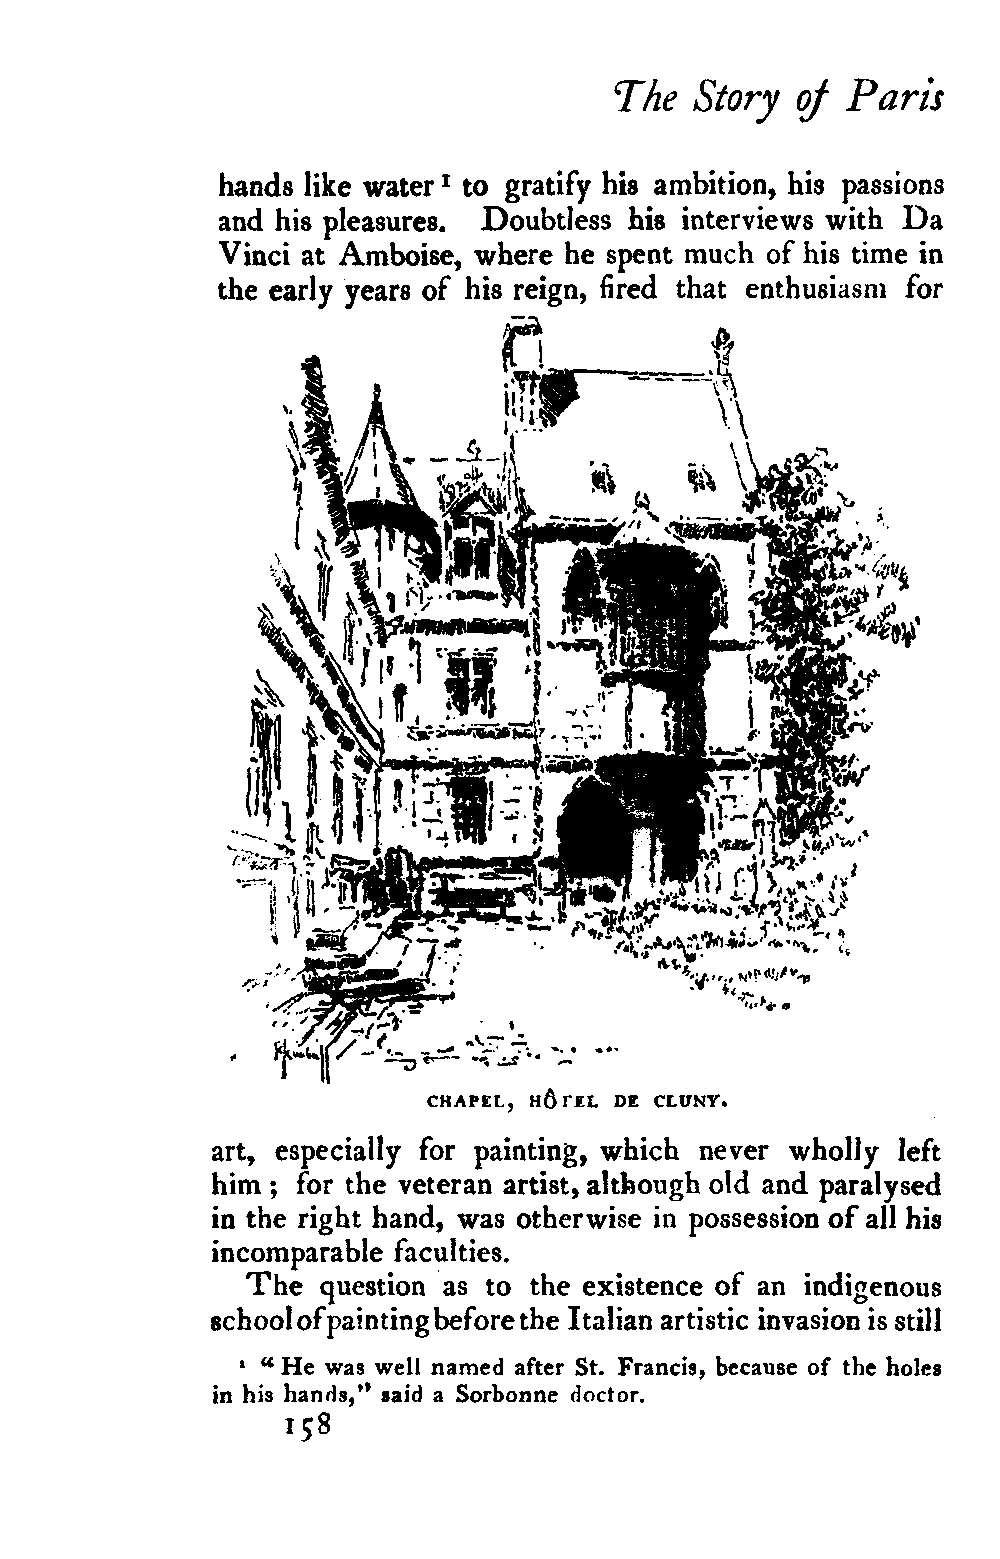 The Story of Paris
hands like water¹ to gratify his ambition, his passions
and his pleasures. Doubtless his interviews with Da
Vinci at Amboise, where he spent much of his time in
the early years of his reign, fired that enthusiasm for
CHAPEL, HÔTEL DE CLUNY.
art, especially for painting, which never wholly left
him ; for the veteran artist, although old and paralysed
in the right hand, was otherwise in possession of all his
incomparable faculties.
The question as to the existence of an indigenous
school of painting before the Italian artistic invasion is still
¹ “ He was well named after St. Francis, because of the holes
in his hands,” said a Sorbonne doctor.
158